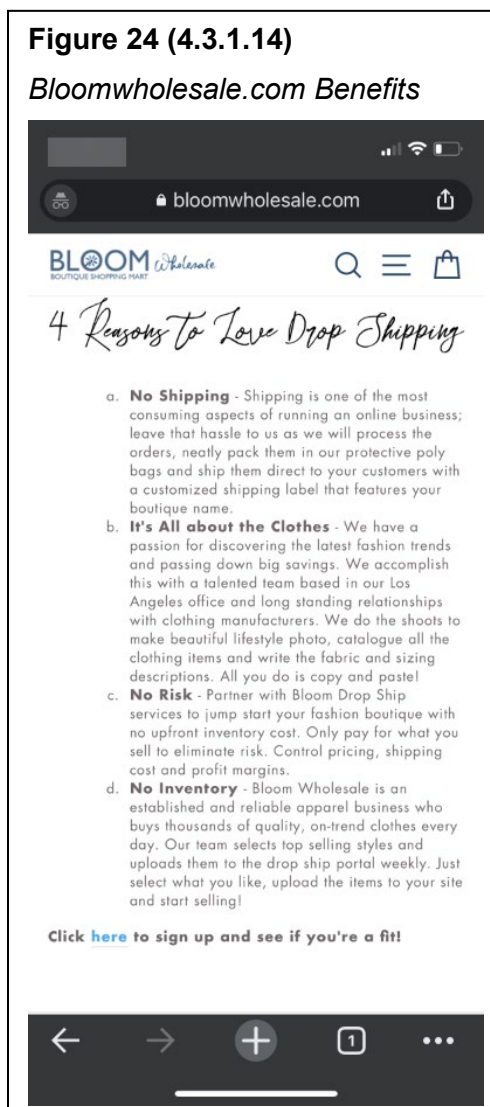 Figure 24 (4.3.1.14)
Bloomwholesale.com Benefits
bloomwholesale.com
BLOOM Wholesale
BOUTIQUE SHOPPING MART
4 Reasons To Love Drop Shipping
a. No Shipping - Shipping is one of the most
consuming aspects of running an online business;
leave that hassle to us as we will process the
orders, neatly pack them in our protective poly
bags and ship them direct to your customers with
a customized shipping label that features your
boutique name.
b. It's All about the Clothes - We have a
passion for discovering the latest fashion trends
and passing down big savings. We accomplish
this with a talented team based in our Los
Angeles office and long standing relationships
with clothing manufacturers. We do the shoots to
make beautiful lifestyle photo, catalogue all the
clothing items and write the fabric and sizing
descriptions. All you do is copy and paste!
c. No Risk - Partner with Bloom Drop Ship
services to jump start your fashion boutique with
no upfront inventory cost. Only pay for what you
sell to eliminate risk. Control pricing, shipping
cost and profit margins.
d. No Inventory - Bloom Wholesale is an
established and reliable apparel business who
buys thousands of quality, on-trend clothes every
day. Our team selects top selling styles and
uploads them to the drop ship portal weekly. Just
select what you like, upload the items to your site
and start selling!
Click here to sign up and see if you're a fit!
1